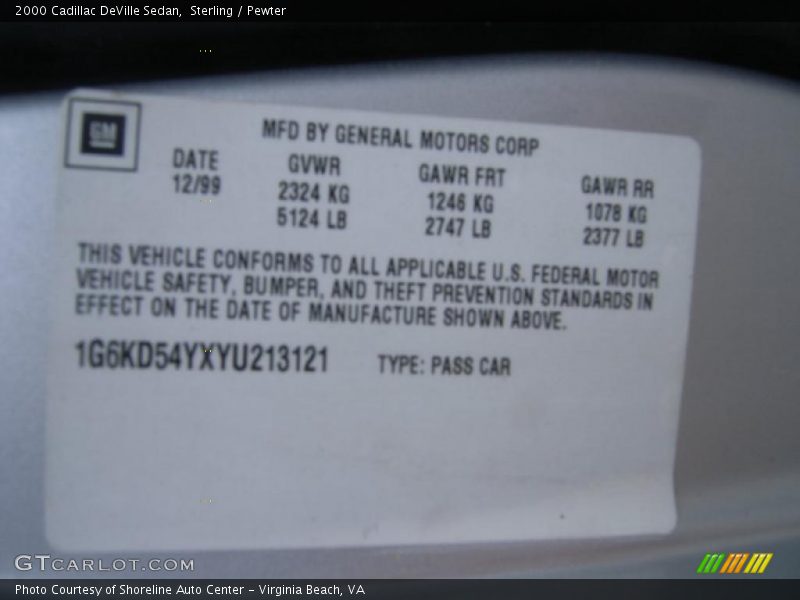 2000 Cadillac DeVille Sedan, Sterling / Pewter
GM
MFD BY GENERAL MOTORS CORP
DATE GVWR GAWR FRT GAWR RR
12/99 2324 KG 1246 KG 1078 KG
5124 LB 2747 LB 2377 LB
THIS VEHICLE CONFORMS TO ALL APPLICABLE U.S. FEDERAL MOTOR
VEHICLE SAFETY, BUMPER, AND THEFT PREVENTION STANDARDS IN
EFFECT ON THE DATE OF MANUFACTURE SHOWN ABOVE.
1G6KD54YXYU213121 TYPE: PASS CAR
GTCARLOT.COM
Photo Courtesy of Shoreline Auto Center - Virginia Beach, VA